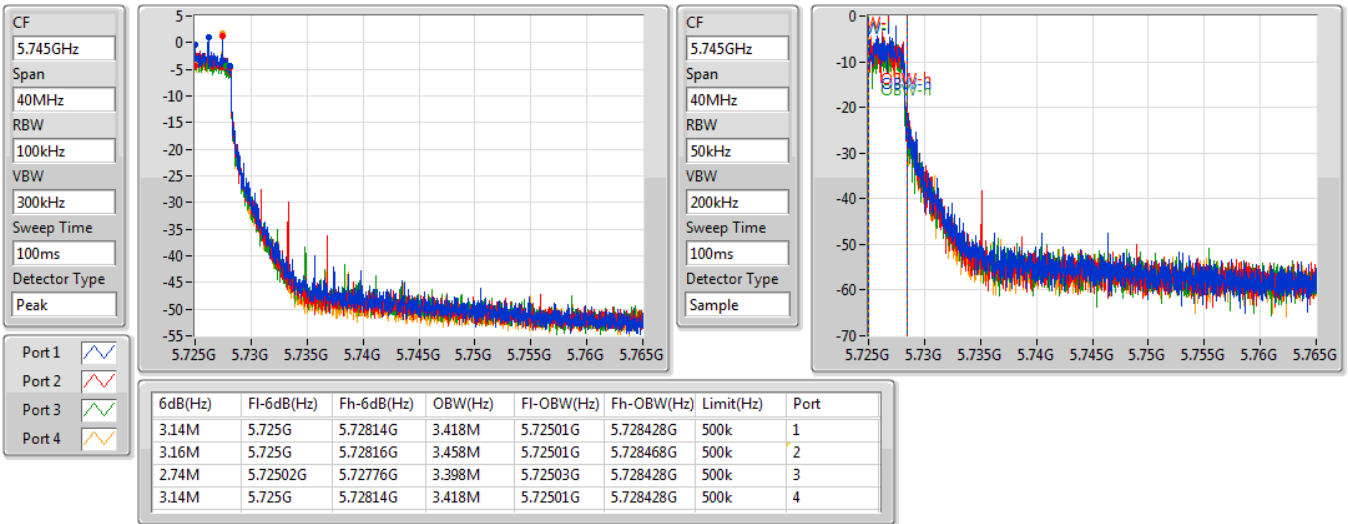 CF
5.745GHz
Span
40MHz
RBW
100kHz
VBW
300kHz
Sweep Time
100ms
Detector Type
Peak
Port 1
Port 2
Port 3
Port 4
5
0
-5
-10
-15
-20
-25
-30
-35
-40
-45
-50
-55
5.725G 5.73G 5.735G 5.74G 5.745G 5.75G 5.755G 5.76G 5.765G
CF
5.745GHz
Span
40MHz
RBW
50kHz
VBW
200kHz
Sweep Time
100ms
Detector Type
Sample
0
-10
-20
-30
-40
-50
-60
-70
OBW-h
OBW-h
OBW-h
5.725G 5.73G 5.735G 5.74G 5.745G 5.75G 5.755G 5.76G 5.765G
6dB(Hz) Fl-6dB(Hz) Fh-6dB(Hz) OBW(Hz) Fl-OBW(Hz) Fh-OBW(Hz) Limit(Hz) Port
3.14M 5.725G 5.72814G 3.418M 5.72501G 5.728428G 500k 1
3.16M 5.725G 5.72816G 3.458M 5.72501G 5.728468G 500k 2
2.74M 5.72502G 5.72776G 3.398M 5.72503G 5.728428G 500k 3
3.14M 5.725G 5.72814G 3.418M 5.72501G 5.728428G 500k 4